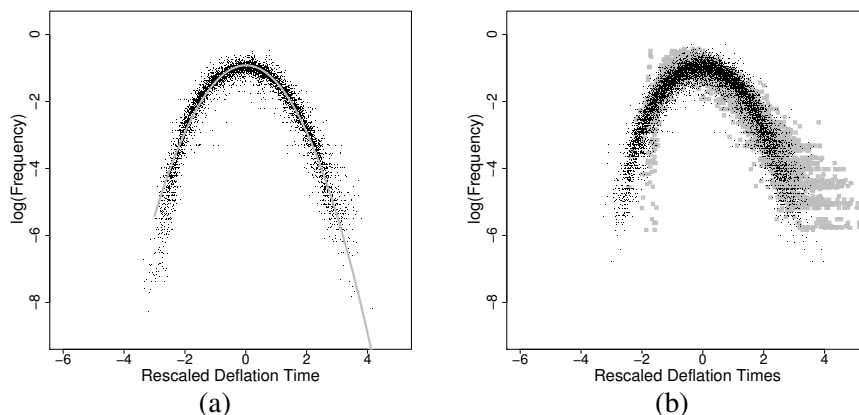 0
−2
−4
−6
−8
log(Frequency)
−6 −4 −2 0 2 4
Rescaled Deflation Time
(a)
0
−2
−4
−6
−8
log(Frequency)
−6 −4 −2 0 2 4
Rescaled Deflation Times
(b)